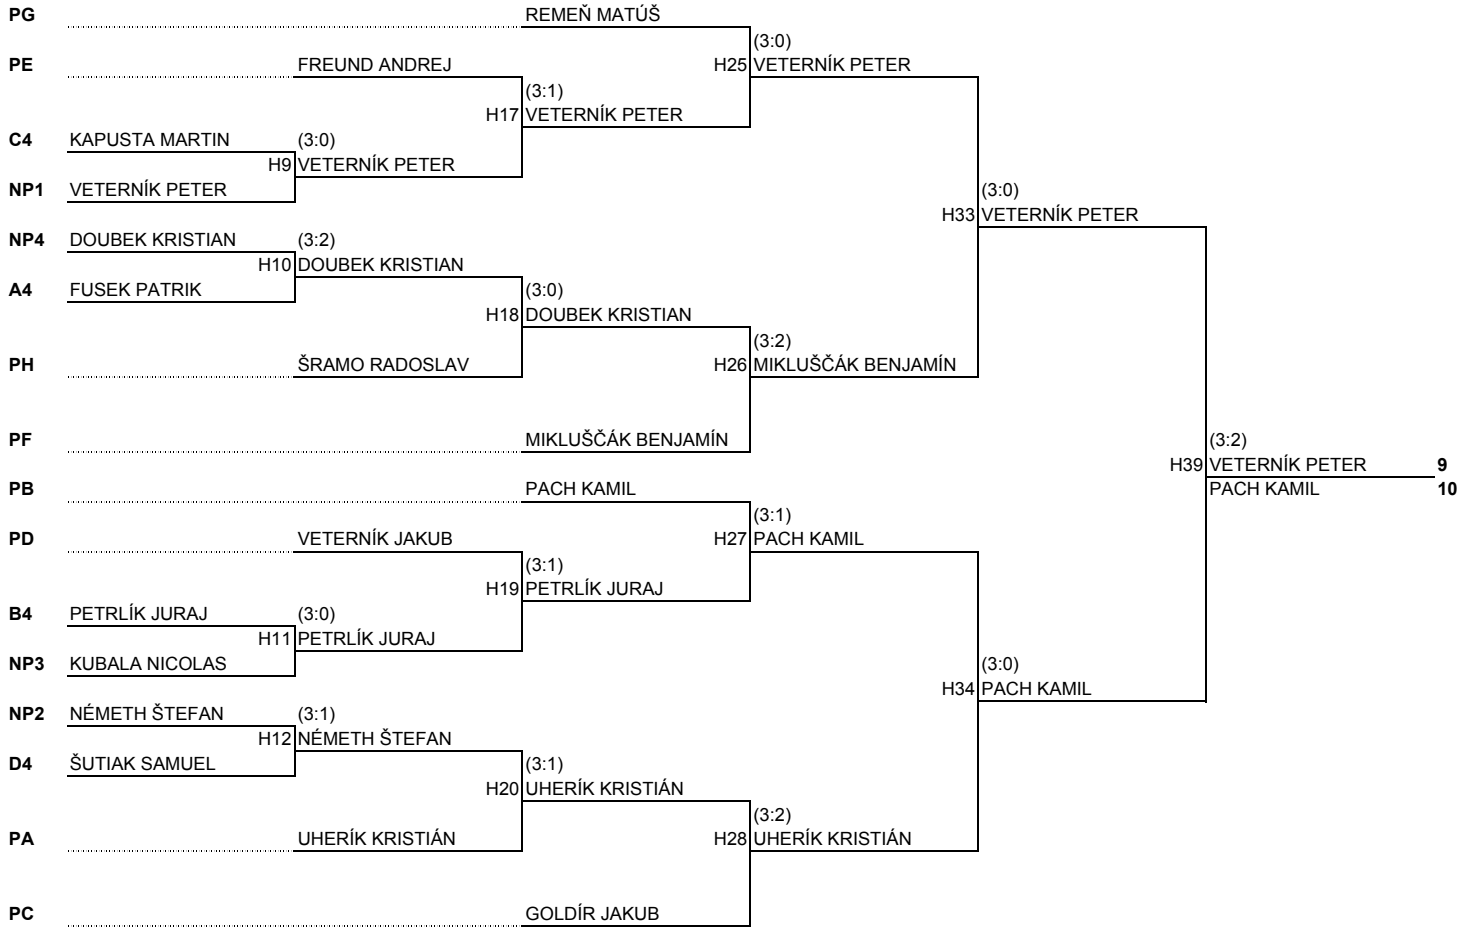 PG REMEŇ MATÚŠ
(3:0)
PE FREUND ANDREJ H25 VETERNÍK PETER
(3:1)
H17 VETERNÍK PETER
C4 KAPUSTA MARTIN (3:0)
H9 VETERNÍK PETER
NP1 VETERNÍK PETER (3:0)
H33 VETERNÍK PETER
NP4 DOUBEK KRISTIAN (3:2)
H10 DOUBEK KRISTIAN
A4 FUSEK PATRIK (3:0)
H18 DOUBEK KRISTIAN
(3:2)
PH ŠRAMO RADOSLAV H26 MIKLUŠČÁK BENJAMÍN
PF MIKLUŠČÁK BENJAMÍN (3:2)
H39 VETERNÍK PETER 9
PB PACH KAMIL PACH KAMIL 10
(3:1)
PD VETERNÍK JAKUB H27 PACH KAMIL
(3:1)
H19 PETRLÍK JURAJ
B4 PETRLÍK JURAJ (3:0)
H11 PETRLÍK JURAJ
NP3 KUBALA NICOLAS (3:0)
H34 PACH KAMIL
NP2 NÉMETH ŠTEFAN (3:1)
H12 NÉMETH ŠTEFAN
D4 ŠUTIAK SAMUEL (3:1)
H20 UHERÍK KRISTIÁN
(3:2)
PA UHERÍK KRISTIÁN H28 UHERÍK KRISTIÁN
PC GOLDÍR JAKUB